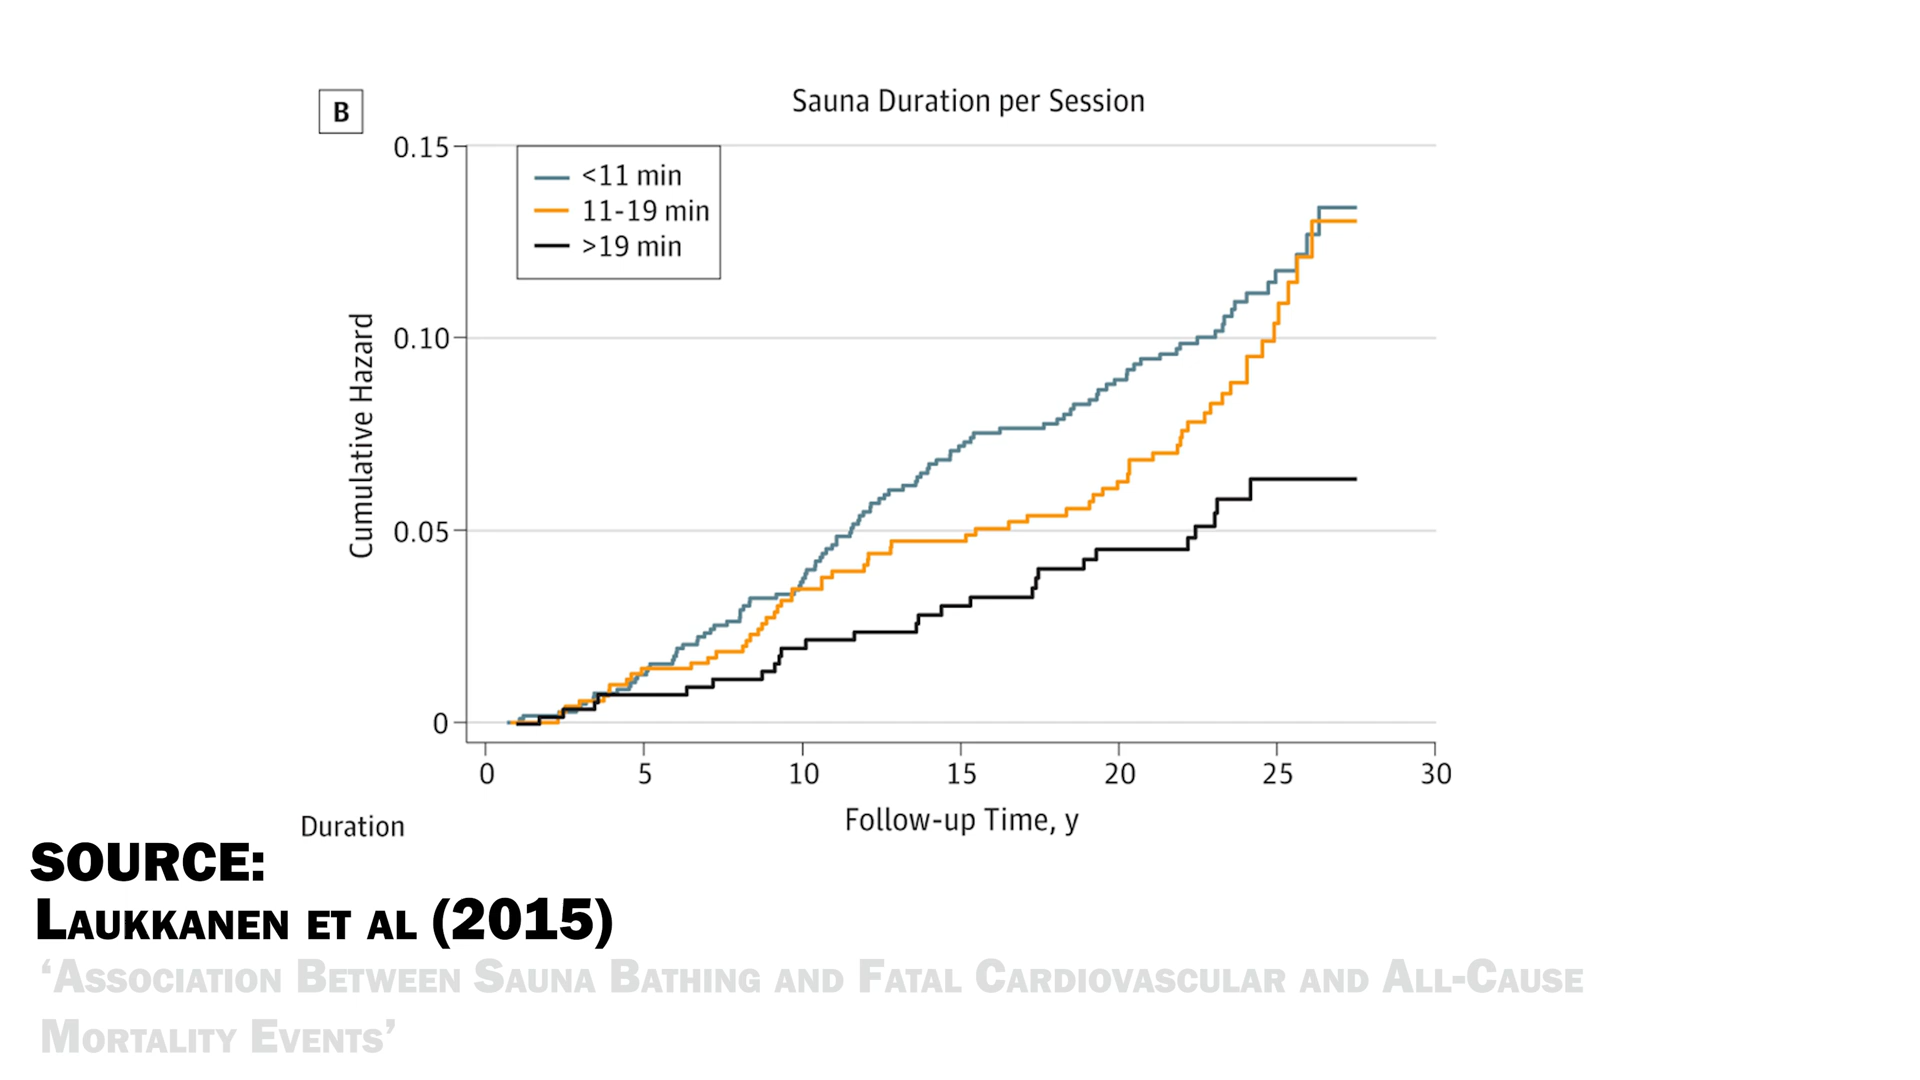 B
Sauna Duration per Session
0.15
<11 min
11-19 min
>19 min
0.10
0.05
0
Cumulative Hazard
0 5 10 15 20 25 30
Follow-up Time, y
Duration
SOURCE:
LAUKKANEN ET AL (2015)
‘ASSOCIATION BETWEEN SAUNA BATHING AND FATAL CARDIOVASCULAR AND ALL-CAUSE
MORTALITY EVENTS’